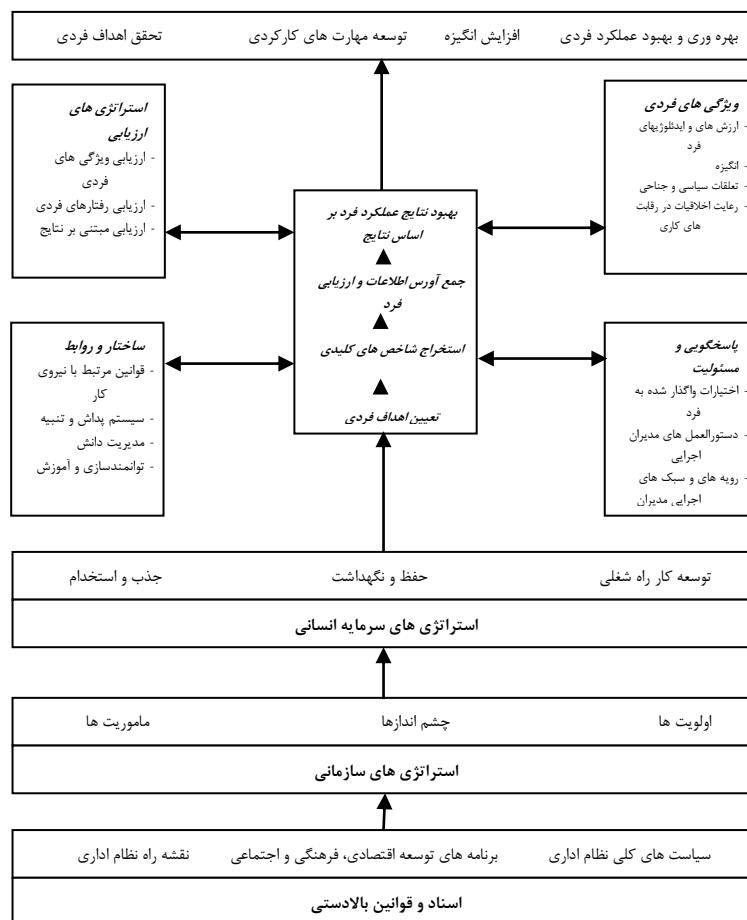 بهره وری و بهبود عملکرد فردی افزایش انگیزه توسعه مهارت های کارکردی تحقق اهداف فردی
ویژگی های فردی
- ارزش های و ایدئلوژیهای
فرد
- انگیزه
- تعلقات سیاسی و جناحی
- رعایت اخلاقیات در رقابت
های کاری
استراتژی های
ارزیابی
- ارزیابی ویژگی های
فردی
- ارزیابی رفتارهای فردی
- ارزیابی مبتنی بر نتایج
بهبود نتایج عملکرد فرد بر
اساس نتایج
جمع آورس اطلاعات و ارزیابی
فرد
استخراج شاخص های کلیدی
تعیین اهداف فردی
پاسخگویی و
مسئولیت
- اختیارات واگذار شده به
فرد
- دستورالعمل های مدیران
اجرایی
- رویه های و سبک های
اجرایی مدیران
ساختار و روابط
- قوانین مرتبط با نیروی
کار
- سیستم پداش و تنبیه
- مدیریت دانش
- توانمندسازی و آموزش
توسعه کار راه شغلی حفظ و نگهداشت جذب و استخدام
استراتژی های سرمایه انسانی
اولویت ها چشم اندازها ماموریت ها
استراتژی های سازمانی
سیاست های کلی نظام اداری برنامه های توسعه اقتصادی، فرهنگی و اجتماعی نقشه راه نظام اداری
اسناد و قوانین بالادستی